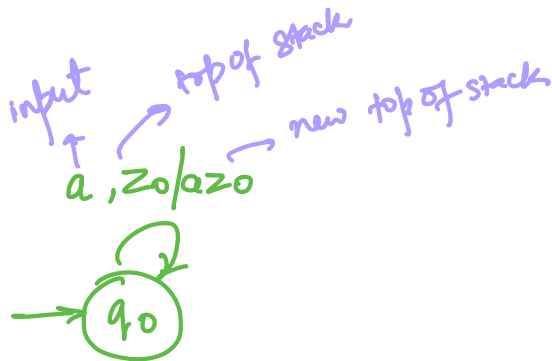 input
top of stack
new top of stack
a , Z0/aZ0
q0